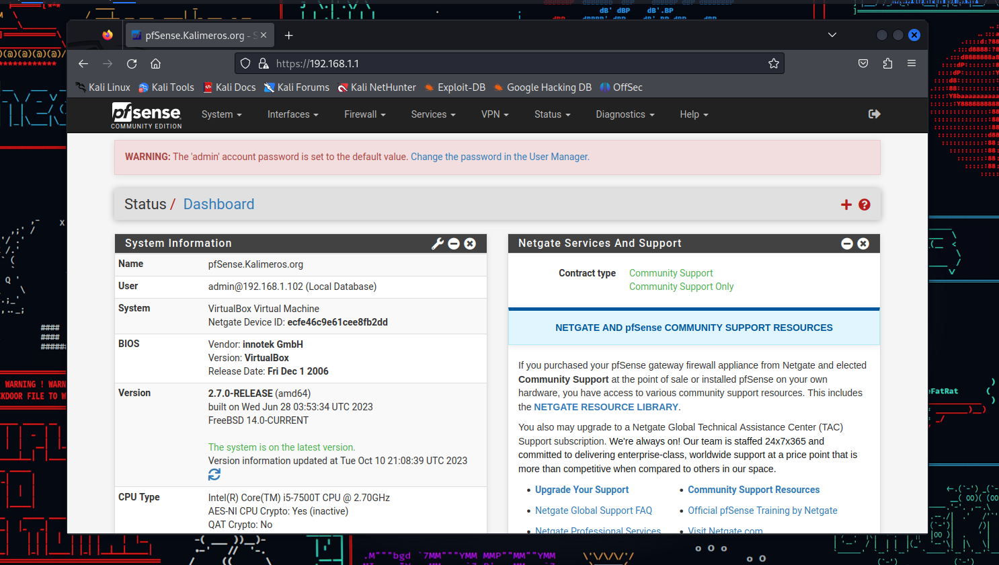 pfSense.Kalimeros.org - S
https://192.168.1.1
Kali Linux Kali Tools Kali Docs Kali Forums Kali NetHunter Exploit-DB Google Hacking DB OffSec
pfsense
COMMUNITY EDITION
System Interfaces Firewall Services VPN Status Diagnostics Help
WARNING: The 'admin' account password is set to the default value. Change the password in the User Manager.
Status / Dashboard
System Information
Name pfSense.Kalimeros.org
User admin@192.168.1.102 (Local Database)
System VirtualBox Virtual Machine
Netgate Device ID: ecfe46c9e61cee8fb2dd
BIOS Vendor: innotek GmbH
Version: VirtualBox
Release Date: Fri Dec 1 2006
Version 2.7.0-RELEASE (amd64)
built on Wed Jun 28 03:53:34 UTC 2023
FreeBSD 14.0-CURRENT
The system is on the latest version.
Version information updated at Tue Oct 10 21:08:39 UTC 2023
CPU Type Intel(R) Core(TM) i5-7500T CPU @ 2.70GHz
AES-NI CPU Crypto: Yes (inactive)
QAT Crypto: No
Netgate Services And Support
Contract type Community Support
Community Support Only
NETGATE AND pfSense COMMUNITY SUPPORT RESOURCES
If you purchased your pfSense gateway firewall appliance from Netgate and elected
Community Support at the point of sale or installed pfSense on your own
hardware, you have access to various community support resources. This includes
the NETGATE RESOURCE LIBRARY.
You also may upgrade to a Netgate Global Technical Assistance Center (TAC)
Support subscription. We're always on! Our team is staffed 24x7x365 and
committed to delivering enterprise-class, worldwide support at a price point that is
more than competitive when compared to others in our space.
• Upgrade Your Support • Community Support Resources
• Netgate Global Support FAQ • Official pfSense Training by Netgate
• Netgate Professional Services • Visit Netgate.com
WARNING ! WARN
CKDOOR FILE TO W
eFatRat